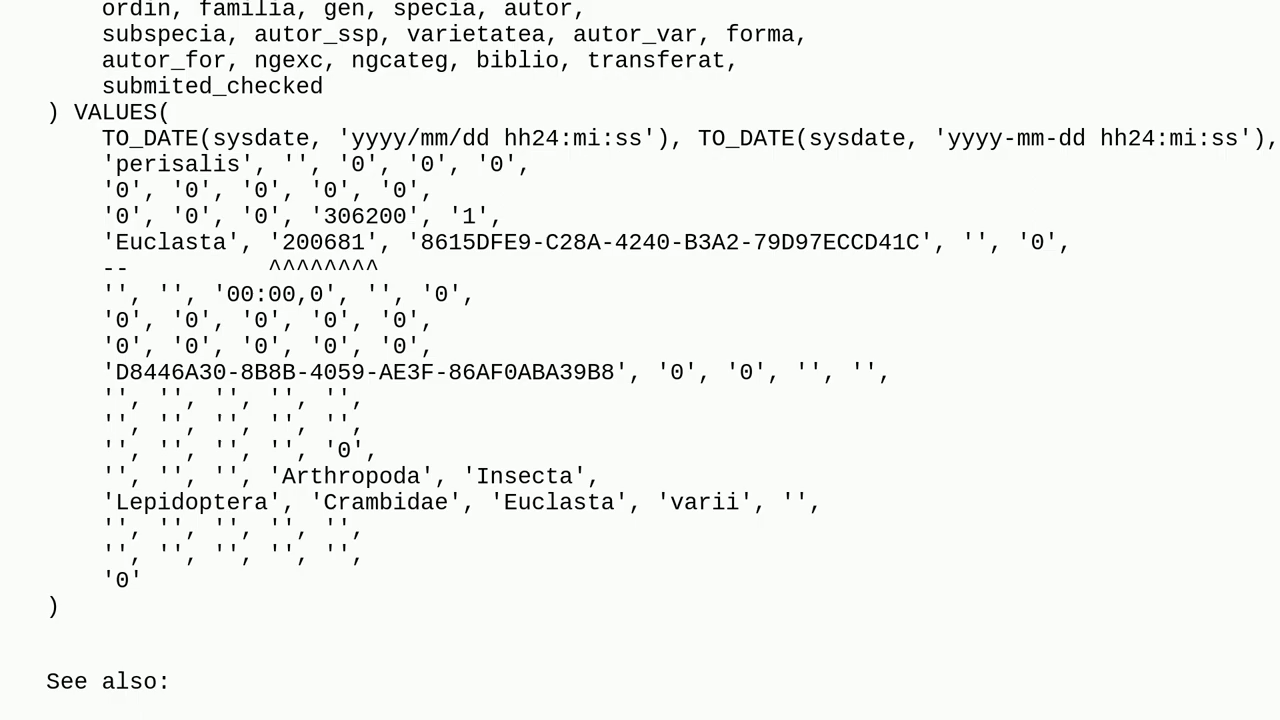 ordin, familia, gen, specia, autor,
subspecia, autor_ssp, varietatea, autor_var, forma,
autor_for, ngexc, ngcateg, biblio, transferat,
submited_checked
) VALUES(
TO_DATE(sysdate, 'yyyy/mm/dd hh24:mi:ss'), TO_DATE(sysdate, 'yyyy-mm-dd hh24:mi:ss'),
'perisalis', '', '0', '0', '0',
'0', '0', '0', '0', '0',
'0', '0', '0', '306200', '1',
'Euclasta', '200681', '8615DFE9-C28A-4240-B3A2-79D97ECCD41C', '', '0',
--          ^^^^^^^^
'', '', '00:00,0', '', '0',
'0', '0', '0', '0', '0',
'0', '0', '0', '0', '0',
'D8446A30-8B8B-4059-AE3F-86AF0ABA39B8', '0', '0', '', '',
'', '', '', '', '',
'', '', '', '', '',
'', '', '', '', '0',
'', '', '', 'Arthropoda', 'Insecta',
'Lepidoptera', 'Crambidae', 'Euclasta', 'varii', '',
'', '', '', '', '',
'', '', '', '', '',
'0'
)
See also: